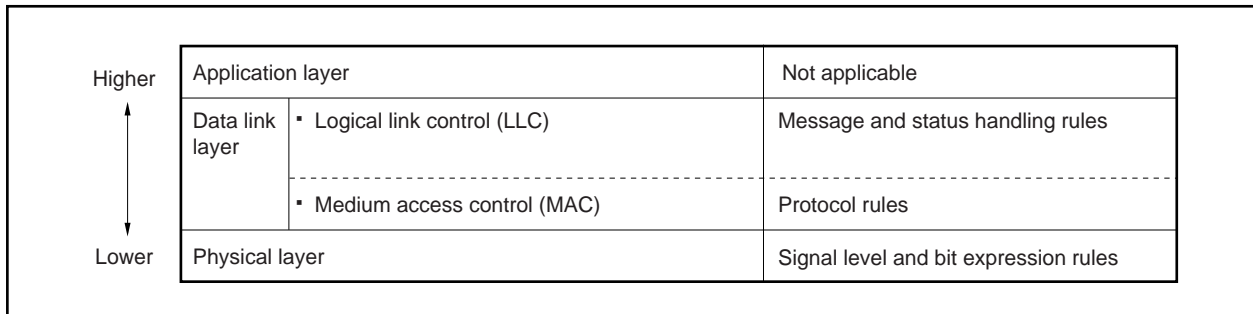 Higher
Application layer
Not applicable
Data link
layer
▪ Logical link control (LLC)
Message and status handling rules
▪ Medium access control (MAC)
Protocol rules
Lower
Physical layer
Signal level and bit expression rules